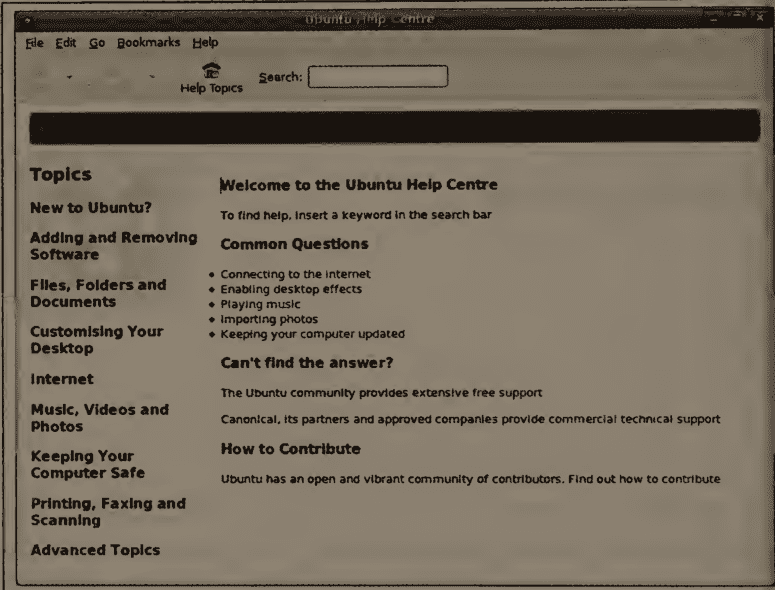 Ubuntu Help Centre
File Edit Go Bookmarks Help
Help Topics
Search:
Topics
New to Ubuntu?
Adding and Removing
Software
Files, Folders and
Documents
Customising Your
Desktop
Internet
Music, Videos and
Photos
Keeping Your
Computer Safe
Printing, Faxing and
Scanning
Advanced Topics
Welcome to the Ubuntu Help Centre
To find help, insert a keyword in the search bar
Common Questions
• Connecting to the internet
• Enabling desktop effects
• Playing music
• Importing photos
• Keeping your computer updated
Can't find the answer?
The Ubuntu community provides extensive free support
Canonical, its partners and approved companies provide commercial technical support
How to Contribute
Ubuntu has an open and vibrant community of contributors. Find out how to contribute